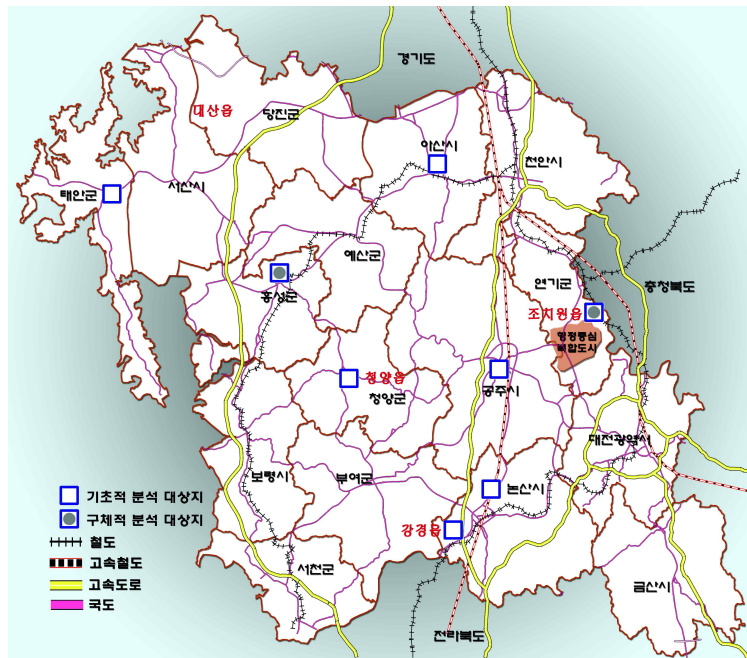 경기도
대산읍
당진군
아산시
천안시
태안군
서산시
예산군
연기군
충청북도
홍성군
조치원읍
행정중심
복합도시
청양읍
공주시
청양군
대전광역시
보령시
부여군
논산시
기초적 분석 대상지
구체적 분석 대상지
강경읍
철도
고속철도
서천군
고속도로
금산시
국도
전라북도